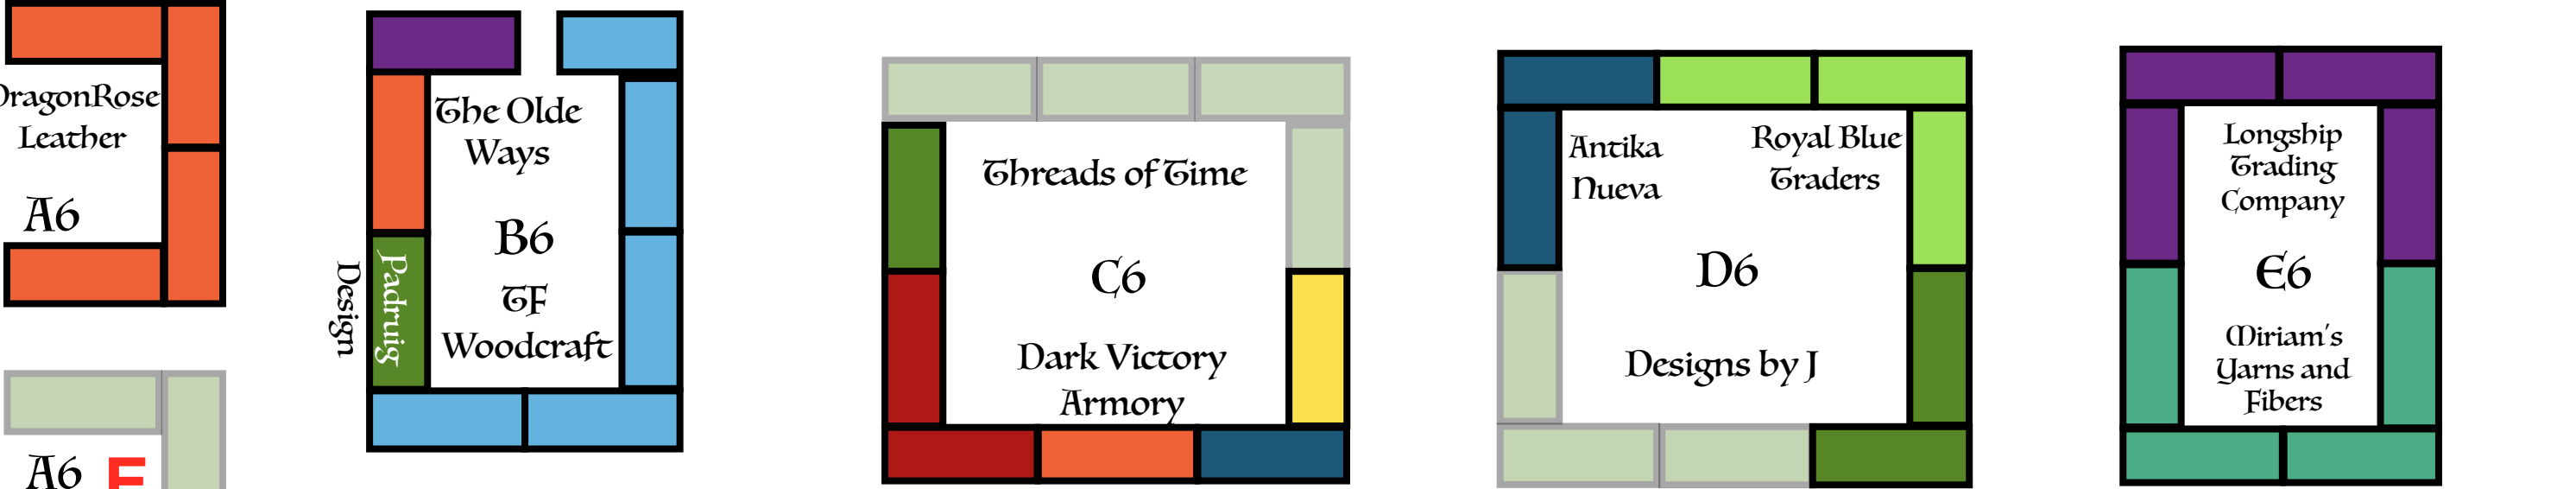 DragonRose
Leather
A6
A6
The Olde
Ways
B6
TF
Woodcraft
Padruig
Design
Threads of Time
C6
Dark Victory
Armory
Antika
Nueva
Royal Blue
Traders
D6
Designs by J
Longship
Trading
Company
E6
Miriam's
Yarns and
Fibers